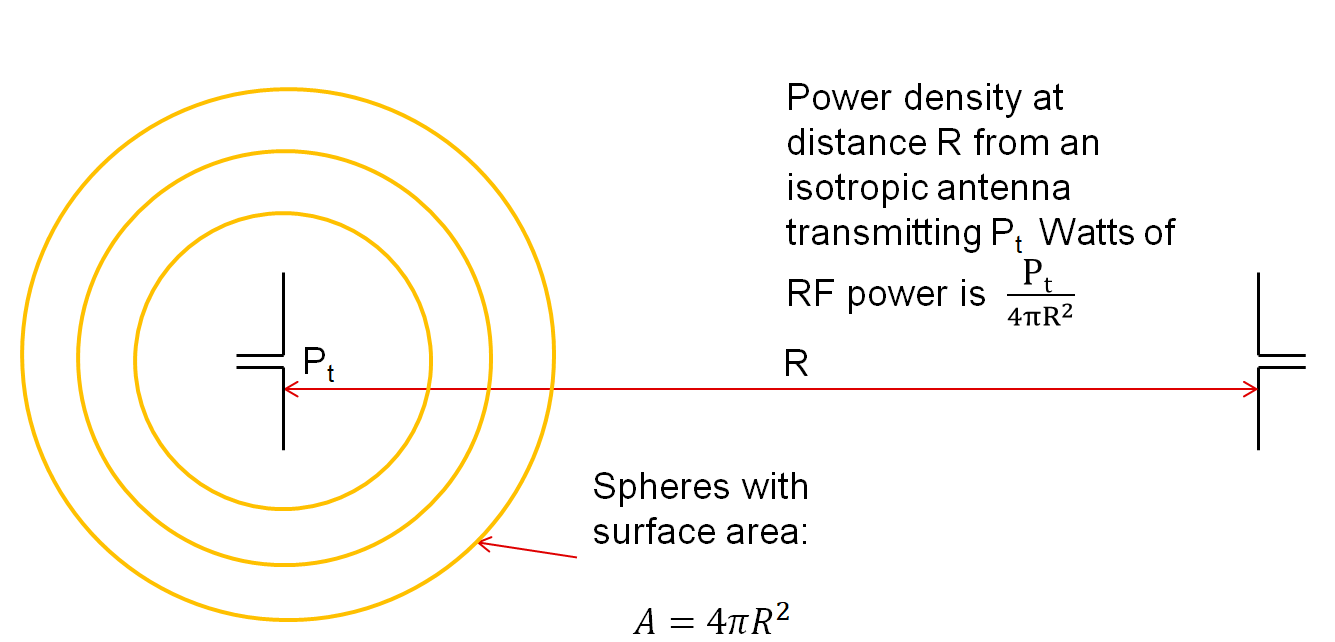 Power density at
distance R from an
isotropic antenna
transmitting Pₜ Watts of
RF power is Pₜ/4πR²
Pₜ
R
Spheres with
surface area:
A = 4πR²